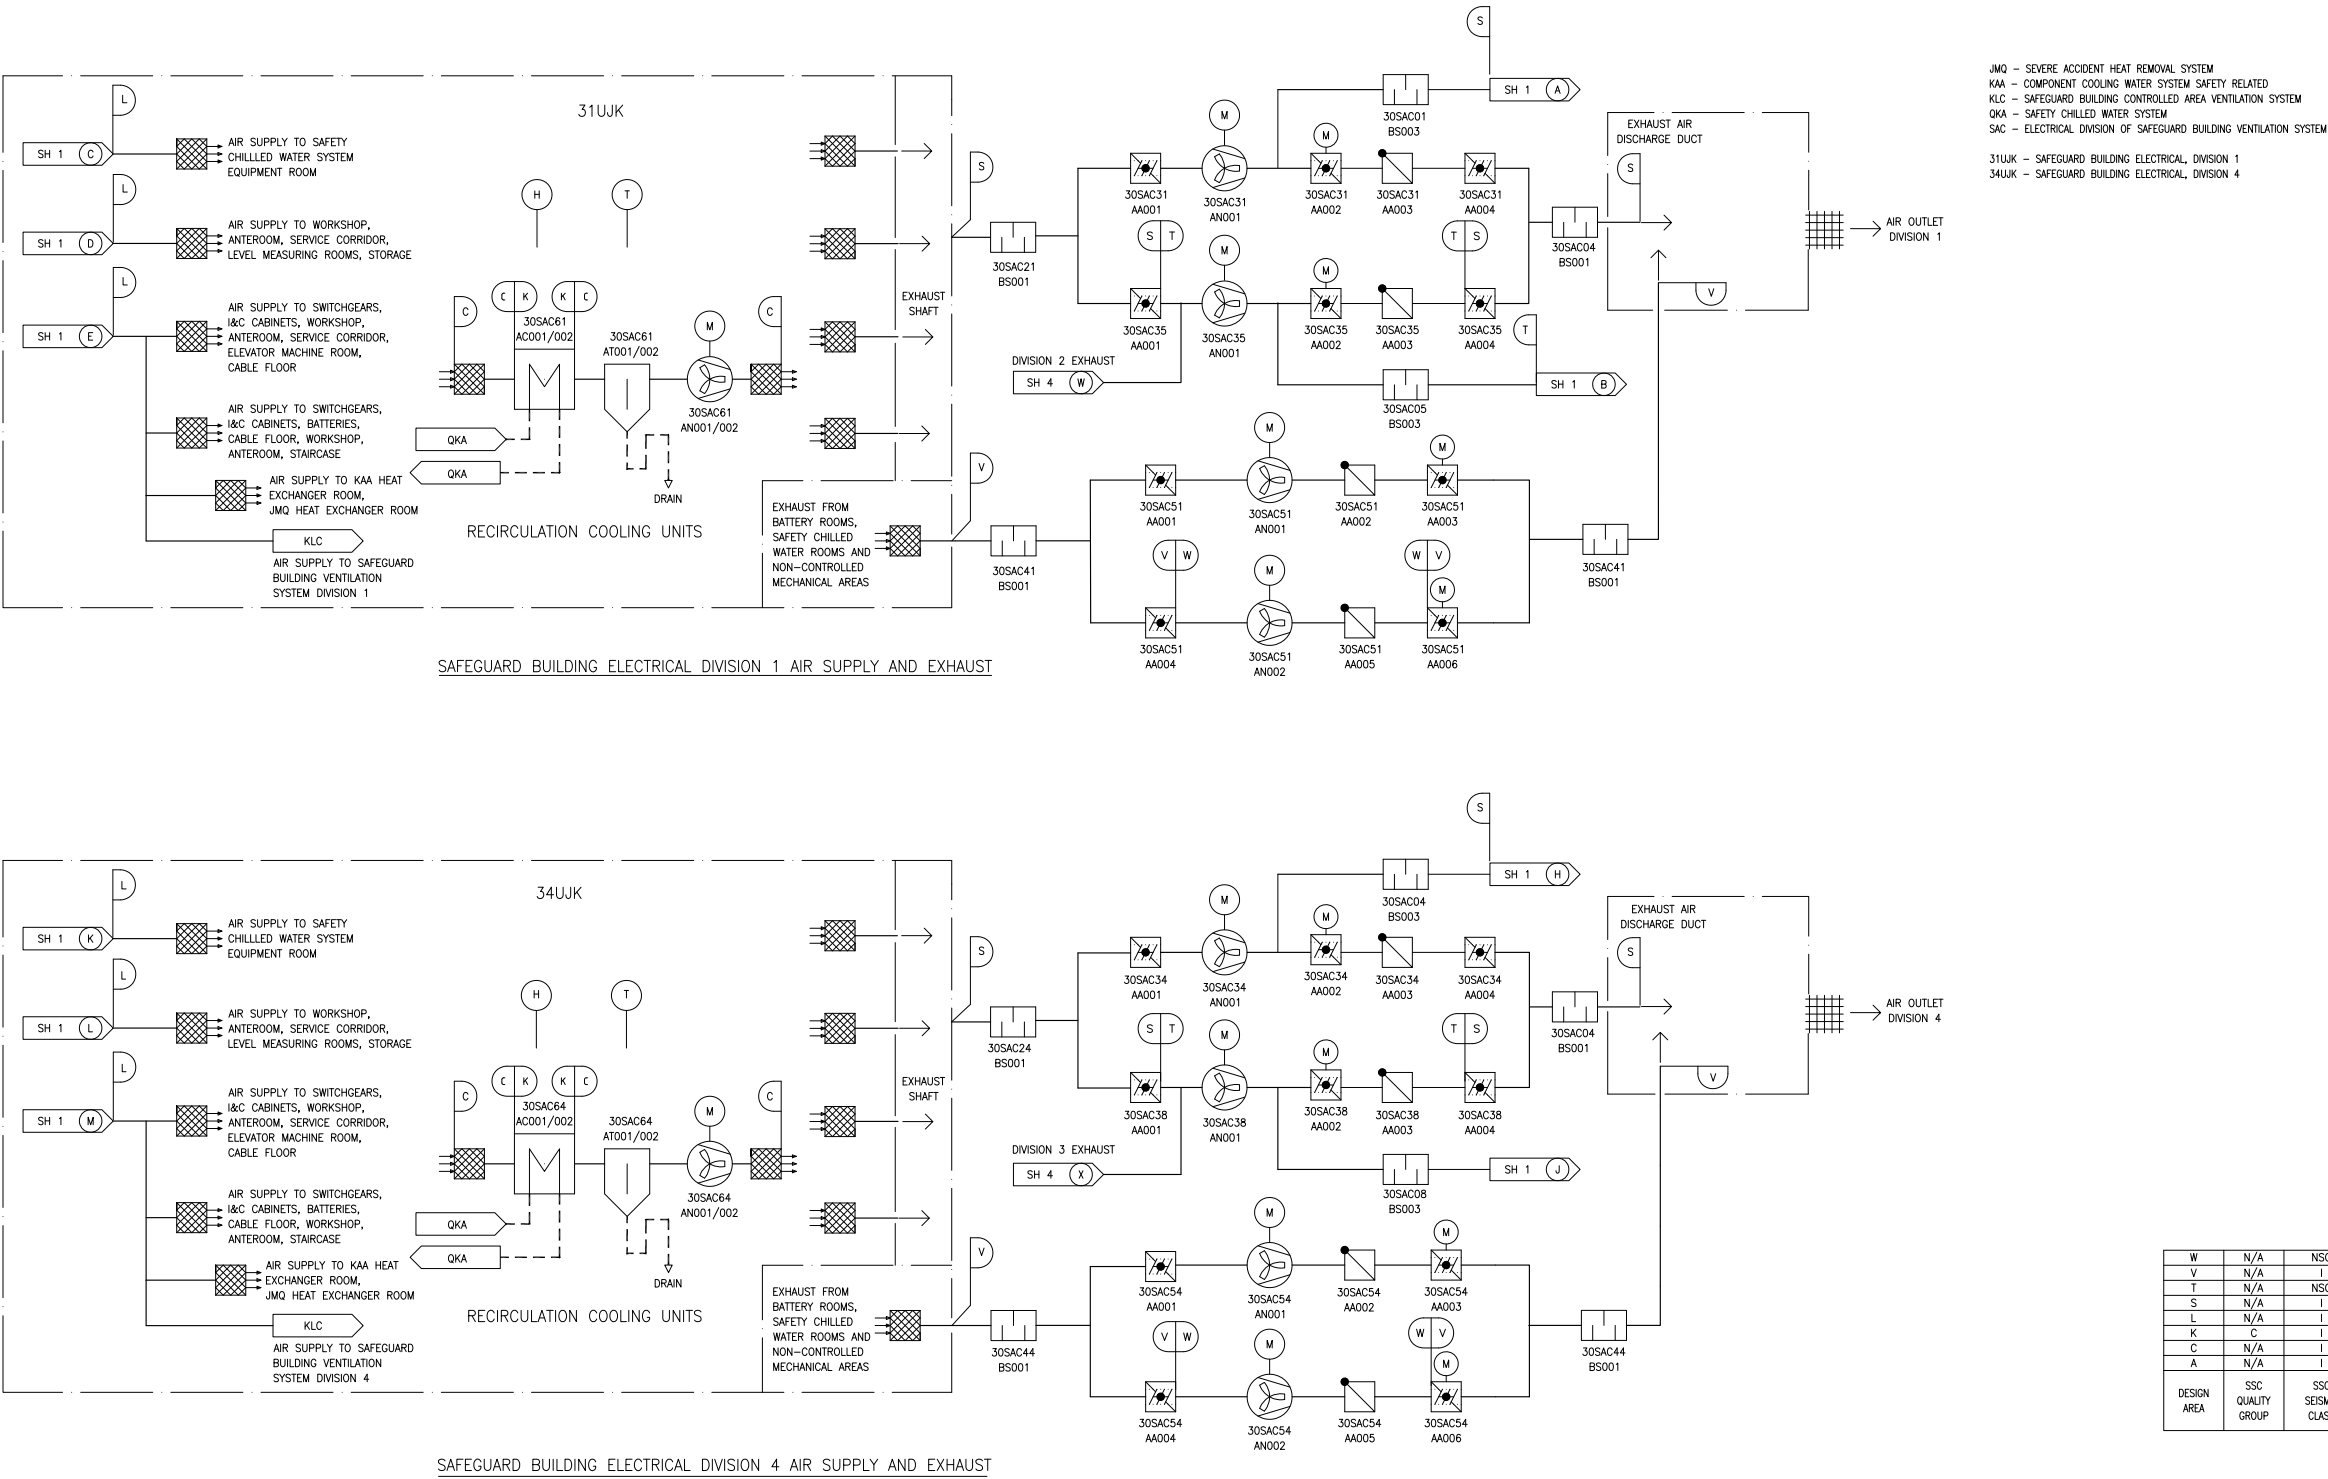 JMQ – SEVERE ACCIDENT HEAT REMOVAL SYSTEM
KAA – COMPONENT COOLING WATER SYSTEM SAFETY RELATED
KLC – SAFEGUARD BUILDING CONTROLLED AREA VENTILATION SYSTEM
QKA – SAFETY CHILLED WATER SYSTEM
SAC – ELECTRICAL DIVISION OF SAFEGUARD BUILDING VENTILATION SYSTEM
31UJK – SAFEGUARD BUILDING ELECTRICAL, DIVISION 1
34UJK – SAFEGUARD BUILDING ELECTRICAL, DIVISION 4
31UJK
L
SH 1 C
AIR SUPPLY TO SAFETY
CHILLLED WATER SYSTEM
EQUIPMENT ROOM
L
SH 1 D
AIR SUPPLY TO WORKSHOP,
ANTEROOM, SERVICE CORRIDOR,
LEVEL MEASURING ROOMS, STORAGE
L
SH 1 E
AIR SUPPLY TO SWITCHGEARS,
I&C CABINETS, WORKSHOP,
ANTEROOM, SERVICE CORRIDOR,
ELEVATOR MACHINE ROOM,
CABLE FLOOR
AIR SUPPLY TO SWITCHGEARS,
I&C CABINETS, BATTERIES,
CABLE FLOOR, WORKSHOP,
ANTEROOM, STAIRCASE
AIR SUPPLY TO KAA HEAT
EXCHANGER ROOM,
JMQ HEAT EXCHANGER ROOM
KLC
AIR SUPPLY TO SAFEGUARD
BUILDING VENTILATION
SYSTEM DIVISION 1
H
T
C
C K
K C
30SAC61
AC001/002
30SAC61
AT001/002
M
30SAC61
AN001/002
C
QKA
QKA
DRAIN
RECIRCULATION COOLING UNITS
EXHAUST
SHAFT
EXHAUST FROM
BATTERY ROOMS,
SAFETY CHILLED
WATER ROOMS AND
NON–CONTROLLED
MECHANICAL AREAS
S
30SAC21
BS001
V
30SAC41
BS001
S
SH 1 A
30SAC01
BS003
30SAC31
AA001
M
30SAC31
AN001
M
30SAC31
AA002
30SAC31
AA003
30SAC31
AA004
S T
T S
30SAC35
AA001
M
30SAC35
AN001
M
30SAC35
AA002
30SAC35
AA003
30SAC35
AA004
DIVISION 2 EXHAUST
SH 4 W
30SAC05
BS003
T
SH 1 B
30SAC04
BS001
EXHAUST AIR
DISCHARGE DUCT
S
V
AIR OUTLET
DIVISION 1
30SAC51
AA001
M
30SAC51
AN001
30SAC51
AA002
M
30SAC51
AA003
V W
W V
30SAC51
AA004
M
30SAC51
AN002
30SAC51
AA005
M
30SAC51
AA006
30SAC41
BS001
SAFEGUARD BUILDING ELECTRICAL DIVISION 1 AIR SUPPLY AND EXHAUST
34UJK
L
SH 1 K
AIR SUPPLY TO SAFETY
CHILLLED WATER SYSTEM
EQUIPMENT ROOM
L
SH 1 L
AIR SUPPLY TO WORKSHOP,
ANTEROOM, SERVICE CORRIDOR,
LEVEL MEASURING ROOMS, STORAGE
L
SH 1 M
AIR SUPPLY TO SWITCHGEARS,
I&C CABINETS, WORKSHOP,
ANTEROOM, SERVICE CORRIDOR,
ELEVATOR MACHINE ROOM,
CABLE FLOOR
AIR SUPPLY TO SWITCHGEARS,
I&C CABINETS, BATTERIES,
CABLE FLOOR, WORKSHOP,
ANTEROOM, STAIRCASE
AIR SUPPLY TO KAA HEAT
EXCHANGER ROOM,
JMQ HEAT EXCHANGER ROOM
KLC
AIR SUPPLY TO SAFEGUARD
BUILDING VENTILATION
SYSTEM DIVISION 4
H
T
C
C K
K C
30SAC64
AC001/002
30SAC64
AT001/002
M
30SAC64
AN001/002
C
QKA
QKA
DRAIN
RECIRCULATION COOLING UNITS
EXHAUST
SHAFT
EXHAUST FROM
BATTERY ROOMS,
SAFETY CHILLED
WATER ROOMS AND
NON–CONTROLLED
MECHANICAL AREAS
S
30SAC24
BS001
V
30SAC44
BS001
S
SH 1 H
30SAC04
BS003
30SAC34
AA001
M
30SAC34
AN001
M
30SAC34
AA002
30SAC34
AA003
30SAC34
AA004
S T
T S
30SAC38
AA001
M
30SAC38
AN001
M
30SAC38
AA002
30SAC38
AA003
30SAC38
AA004
DIVISION 3 EXHAUST
SH 4 X
30SAC08
BS003
SH 1 J
30SAC04
BS001
EXHAUST AIR
DISCHARGE DUCT
S
V
AIR OUTLET
DIVISION 4
30SAC54
AA001
M
30SAC54
AN001
30SAC54
AA002
M
30SAC54
AA003
V W
W V
30SAC54
AA004
M
30SAC54
AN002
30SAC54
AA005
M
30SAC54
AA006
30SAC44
BS001
SAFEGUARD BUILDING ELECTRICAL DIVISION 4 AIR SUPPLY AND EXHAUST
W N/A
V N/A I
T N/A
S N/A I
L N/A I
K C I
C N/A I
A N/A I
DESIGN
AREA
SSC
QUALITY
GROUP